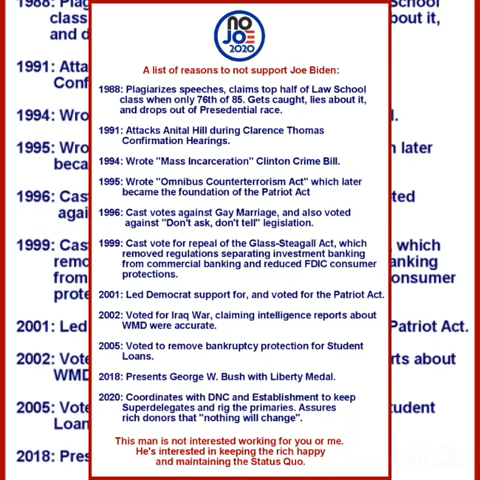 no
JOE
2020
A list of reasons to not support Joe Biden:
1988: Plagiarizes speeches, claims top half of Law School
class when only 76th of 85. Gets caught, lies about it,
and drops out of Presedential race.
1991: Attacks Anital Hill during Clarence Thomas
Confirmation Hearings.
1994: Wrote "Mass Incarceration" Clinton Crime Bill.
1995: Wrote "Omnibus Counterterrorism Act" which later
became the foundation of the Patriot Act
1996: Cast votes against Gay Marriage, and also voted
against "Don't ask, don't tell" legislation.
1999: Cast vote for repeal of the Glass-Steagall Act, which
removed regulations separating investment banking
from commercial banking and reduced FDIC consumer
protections.
2001: Led Democrat support for, and voted for the Patriot Act.
2002: Voted for Iraq War, claiming intelligence reports about
WMD were accurate.
2005: Voted to remove bankruptcy protection for Student
Loans.
2018: Presents George W. Bush with Liberty Medal.
2020: Coordinates with DNC and Establishment to keep
Superdelegates and rig the primaries. Assures
rich donors that "nothing will change".
This man is not interested working for you or me.
He's interested in keeping the rich happy
and maintaining the Status Quo.